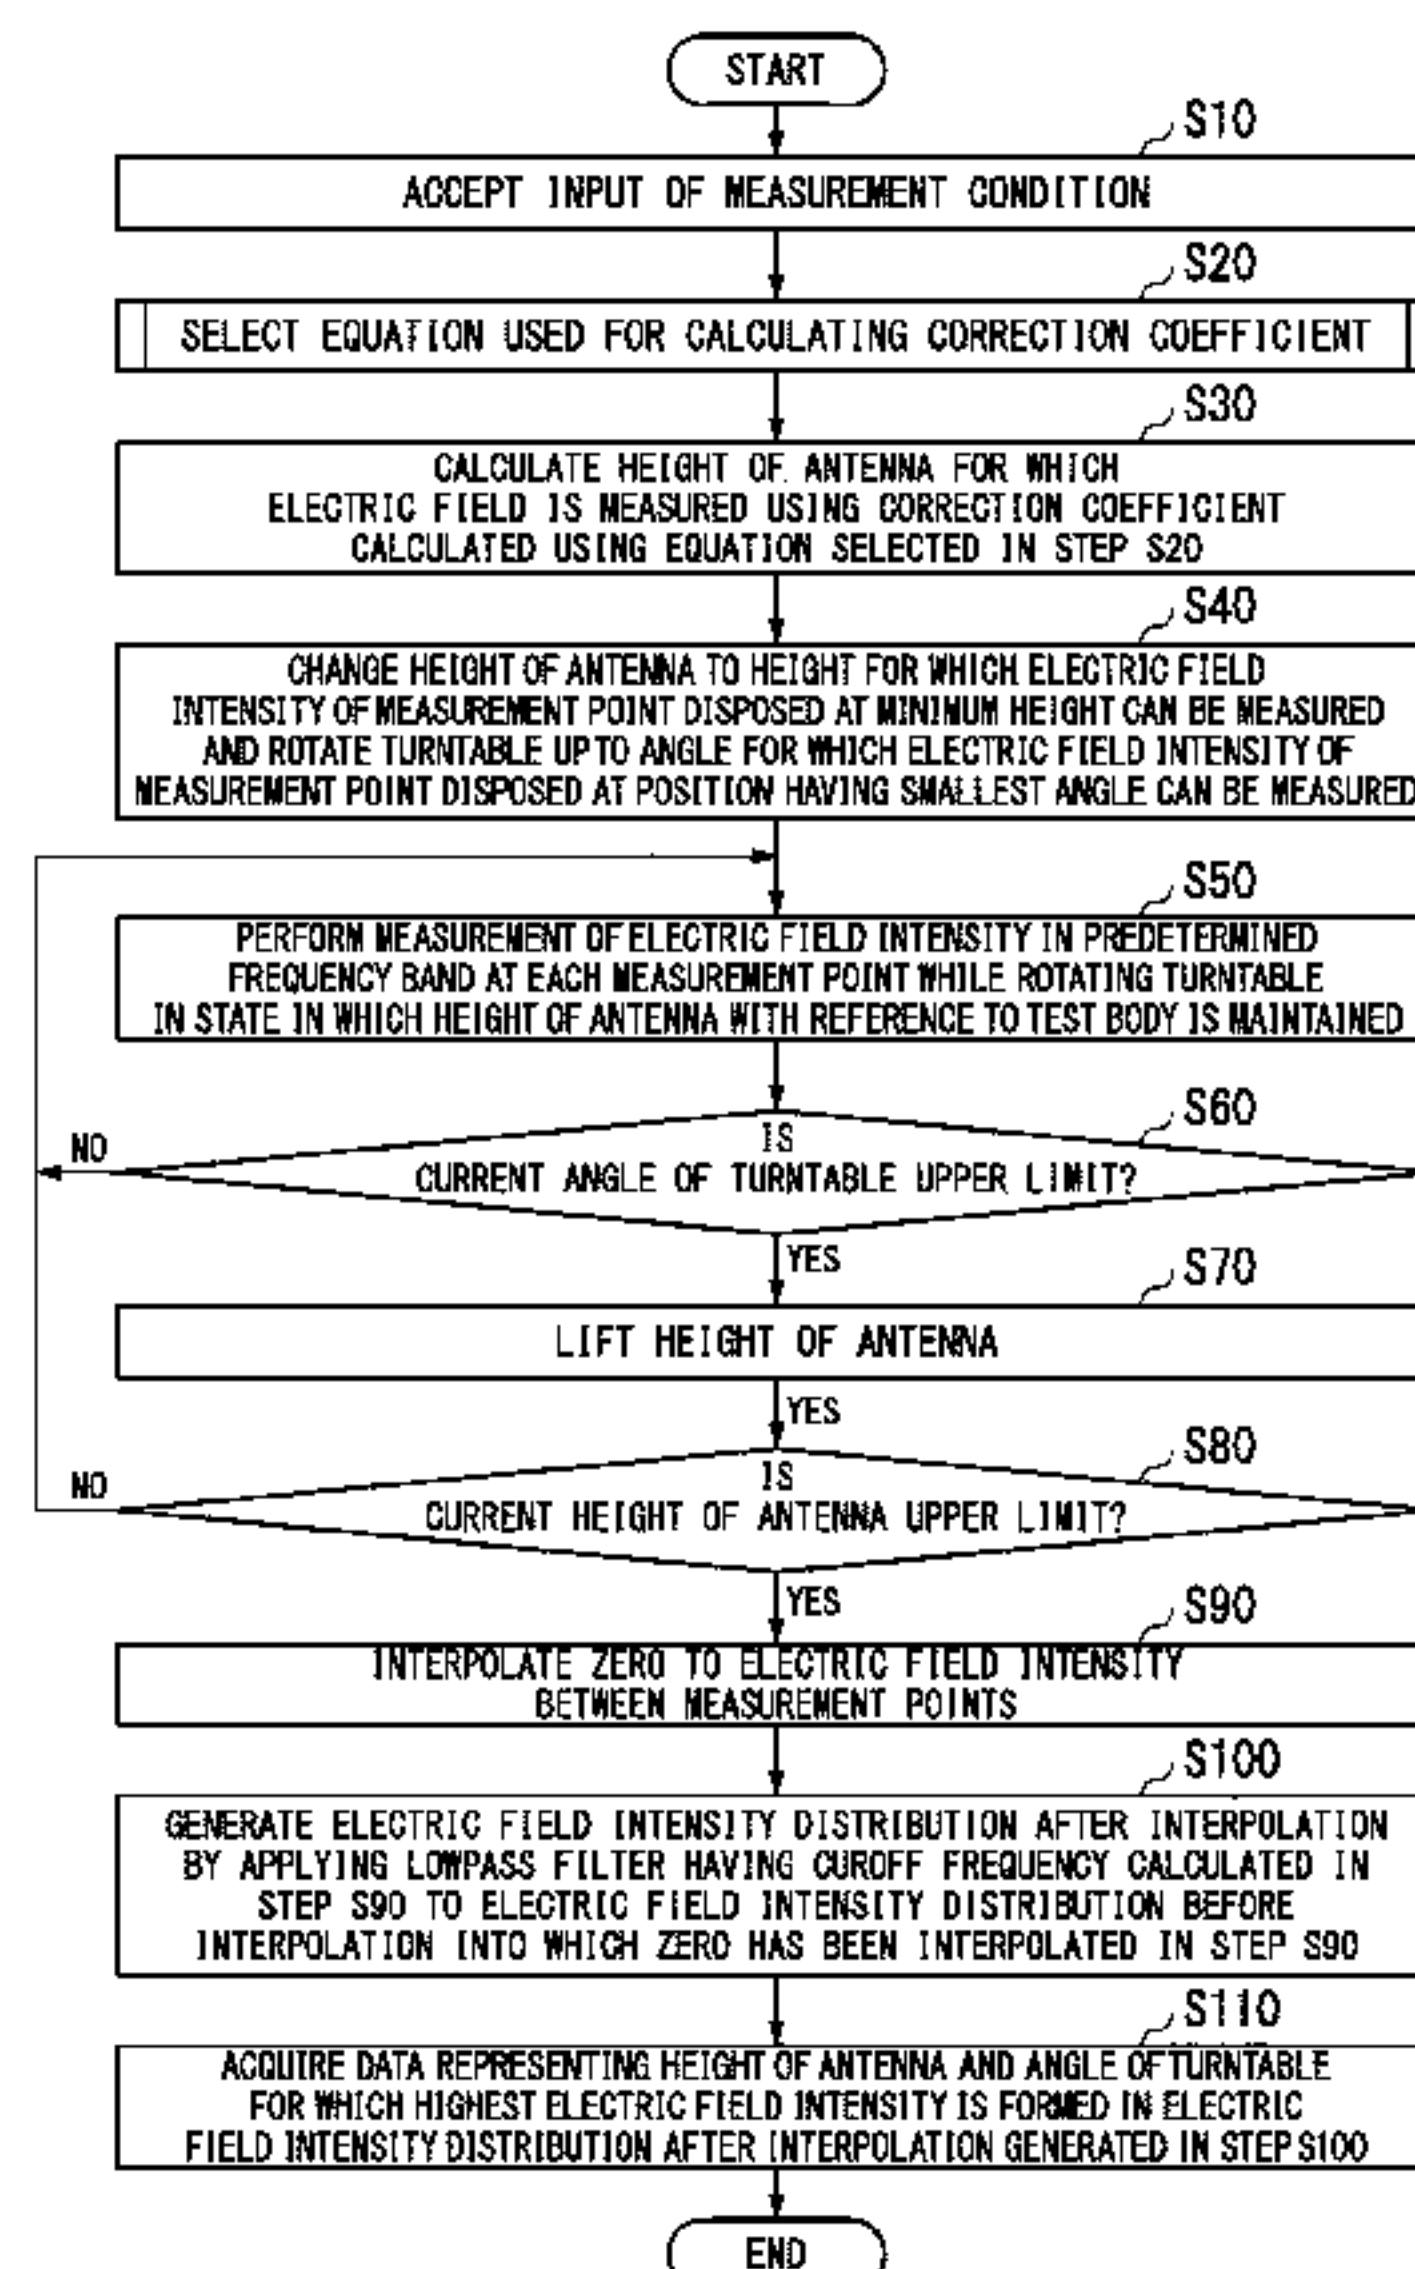 START
S10
ACCEPT INPUT OF MEASUREMENT CONDITION
S20
SELECT EQUATION USED FOR CALCULATING CORRECTION COEFFICIENT
S30
CALCULATE HEIGHT OF ANTENNA FOR WHICH
ELECTRIC FIELD IS MEASURED USING CORRECTION COEFFICIENT
CALCULATED USING EQUATION SELECTED IN STEP S20
S40
CHANGE HEIGHT OF ANTENNA TO HEIGHT FOR WHICH ELECTRIC FIELD
INTENSITY OF MEASUREMENT POINT DISPOSED AT MINIMUM HEIGHT CAN BE MEASURED
AND ROTATE TURNTABLE UP TO ANGLE FOR WHICH ELECTRIC FIELD INTENSITY OF
MEASUREMENT POINT DISPOSED AT POSITION HAVING SMALLEST ANGLE CAN BE MEASURED
S50
PERFORM MEASUREMENT OF ELECTRIC FIELD INTENSITY IN PREDETERMINED
FREQUENCY BAND AT EACH MEASUREMENT POINT WHILE ROTATING TURNTABLE
IN STATE IN WHICH HEIGHT OF ANTENNA WITH REFERENCE TO TEST BODY IS MAINTAINED
S60
IS
NO
CURRENT ANGLE OF TURNTABLE UPPER LIMIT?
YES
S70
LIFT HEIGHT OF ANTENNA
YES
S80
IS
NO
CURRENT HEIGHT OF ANTENNA UPPER LIMIT?
YES
S90
INTERPOLATE ZERO TO ELECTRIC FIELD INTENSITY
BETWEEN MEASUREMENT POINTS
S100
GENERATE ELECTRIC FIELD INTENSITY DISTRIBUTION AFTER INTERPOLATION
BY APPLYING LOWPASS FILTER HAVING CUROFF FREQUENCY CALCULATED IN
STEP S90 TO ELECTRIC FIELD INTENSITY DISTRIBUTION BEFORE
INTERPOLATION INTO WHICH ZERO HAS BEEN INTERPOLATED IN STEP S90
S110
ACQUIRE DATA REPRESENTING HEIGHT OF ANTENNA AND ANGLE OF TURNTABLE
FOR WHICH HIGHEST ELECTRIC FIELD INTENSITY IS FORMED IN ELECTRIC
FIELD INTENSITY DISTRIBUTION AFTER INTERPOLATION GENERATED IN STEP S100
END